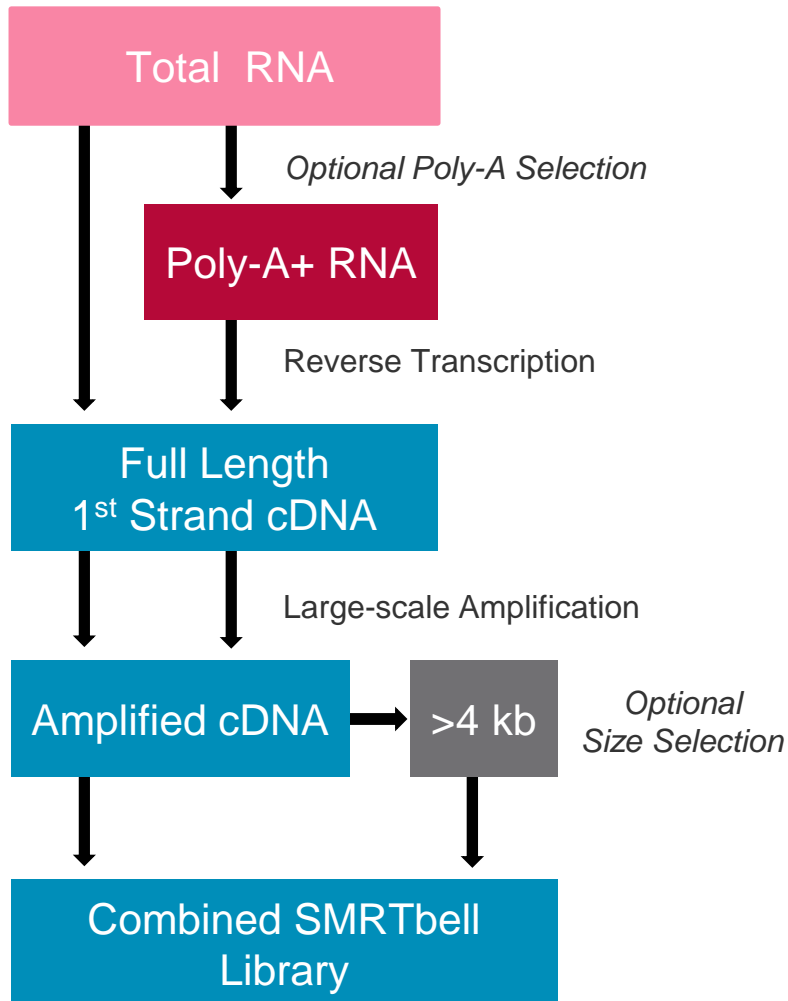 Total  RNA
Optional Poly-A Selection
Poly-A+ RNA
Reverse Transcription
Full Length
1st Strand cDNA
Large-scale Amplification
Amplified cDNA
>4 kb
Optional
Size Selection
Combined SMRTbell
Library